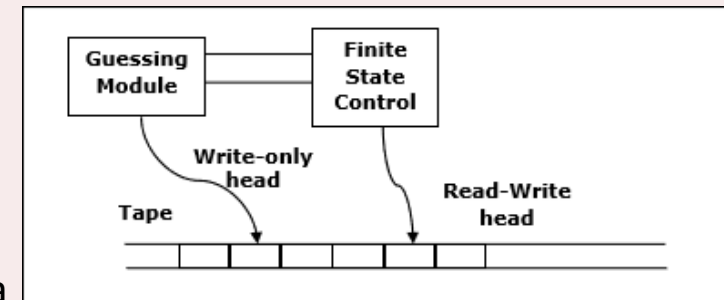 Guessing
Module
Finite
State
Control
Write-only
head
Read-Write
head
Tape
a